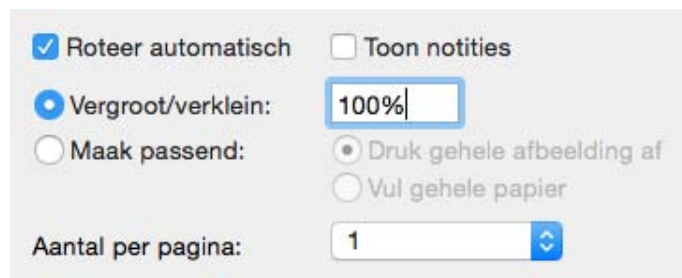 Roteer automatisch Toon notities
Vergroot/verklein: 100%
Maak passend: Druk gehele afbeelding af
Vul gehele papier
Aantal per pagina: 1